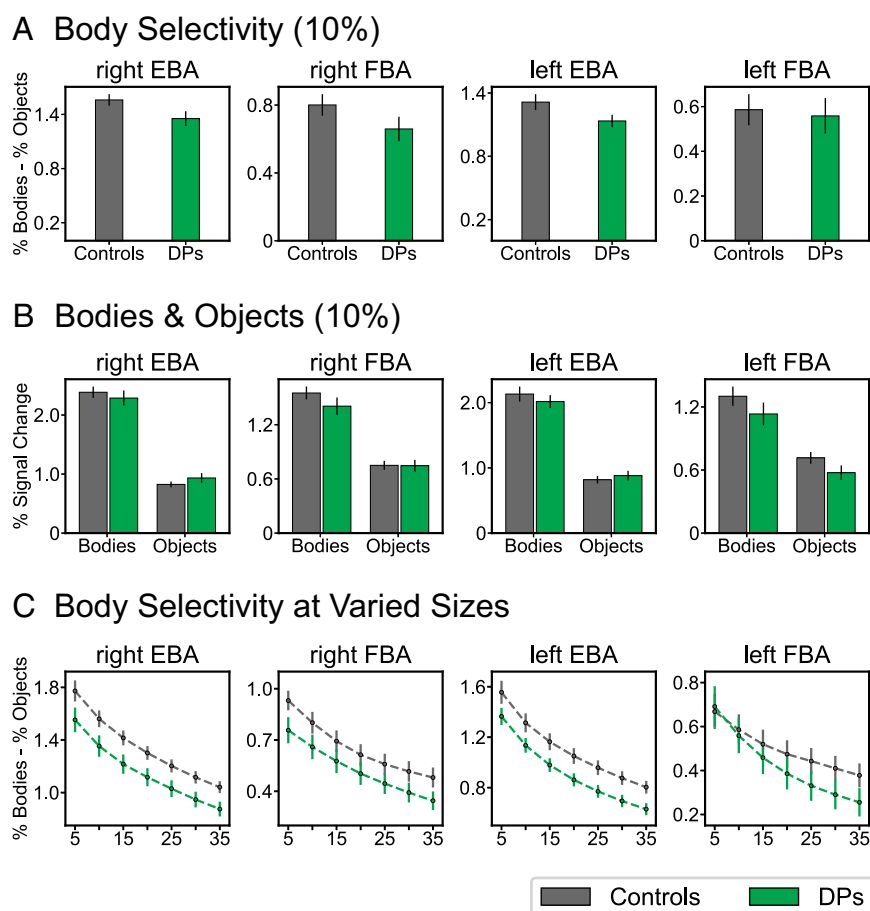 A Body Selectivity (10%)
right EBA right FBA left EBA left FBA
% Bodies - % Objects
1.4
1.8
0.2
0.8
0.4
0
1.4
1.2
0.2
0.6
0.4
0.2
0
Controls DPs Controls DPs Controls DPs Controls DPs
B Bodies & Objects (10%)
right EBA right FBA left EBA left FBA
% Signal Change
2.0
1.0
0
1.2
0.6
0
2.0
1.0
0
1.2
0.6
0
Bodies Objects Bodies Objects Bodies Objects Bodies Objects
C Body Selectivity at Varied Sizes
right EBA right FBA left EBA left FBA
% Bodies - % Objects
1.8
1.4
1.0
1.0
0.7
0.4
1.6
1.2
0.8
0.8
0.6
0.4
0.2
5 15 25 35 5 15 25 35 5 15 25 35 5 15 25 35
Controls DPs